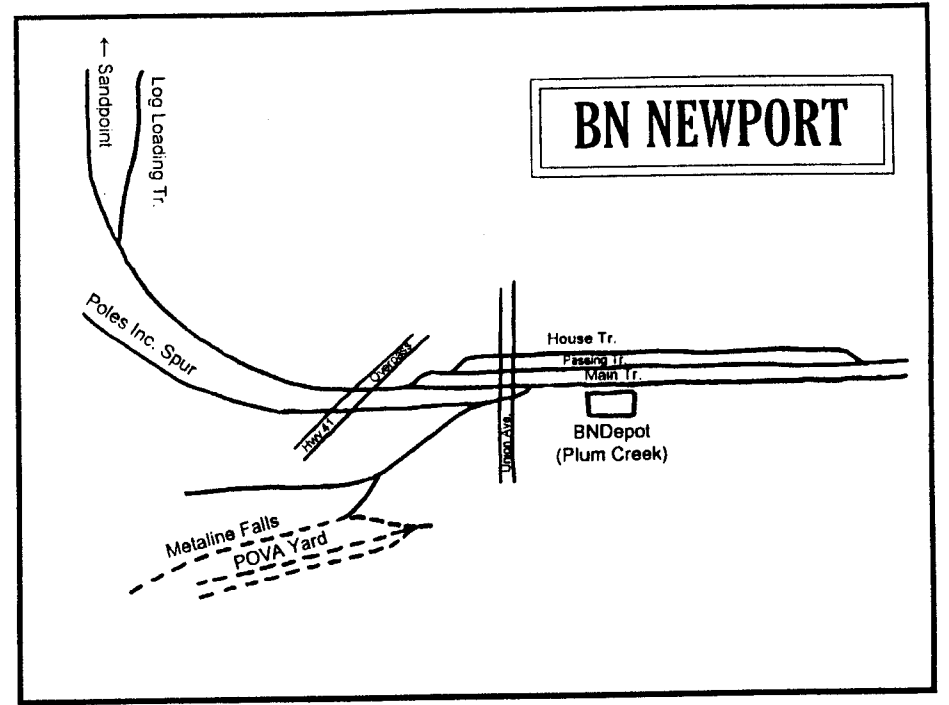 BN NEWPORT
← Sandpoint
Log Loading Tr.
Poles Inc. Spur
Hwy 41
Overpass
House Tr.
Passing Tr.
Main Tr.
Union Ave.
BNDepot
(Plum Creek)
Metaline Falls
POVA Yard